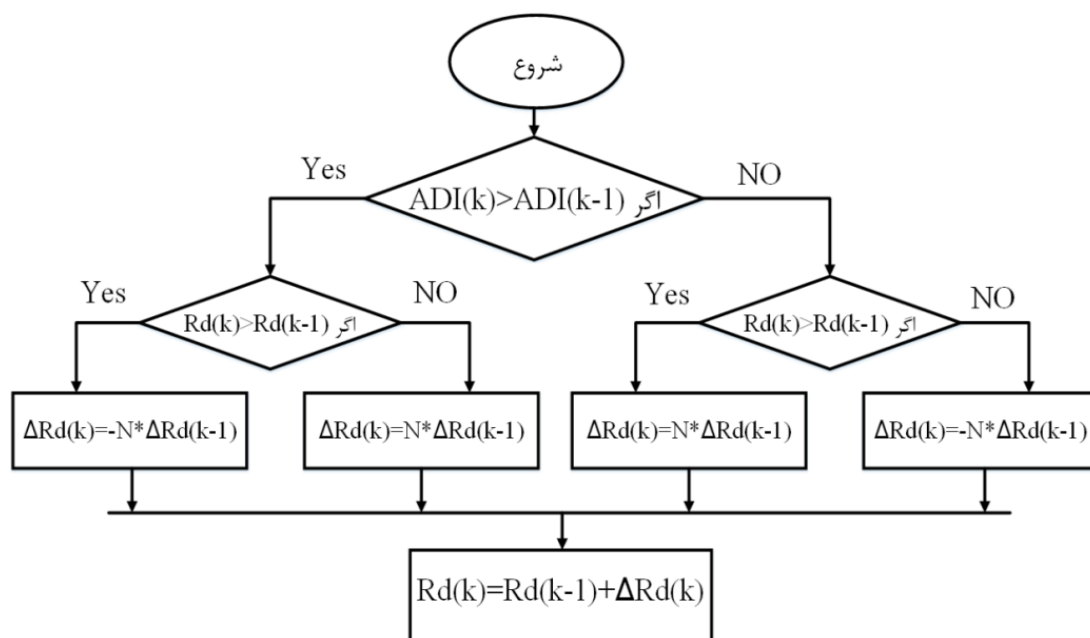 شروع
Yes
NO
اگر ADI(k)>ADI(k-1)
Yes
NO
Yes
NO
اگر Rd(k)>Rd(k-1)
اگر Rd(k)>Rd(k-1)
ΔRd(k)=-N*ΔRd(k-1)
ΔRd(k)=N*ΔRd(k-1)
ΔRd(k)=N*ΔRd(k-1)
ΔRd(k)=-N*ΔRd(k-1)
Rd(k)=Rd(k-1)+ΔRd(k)